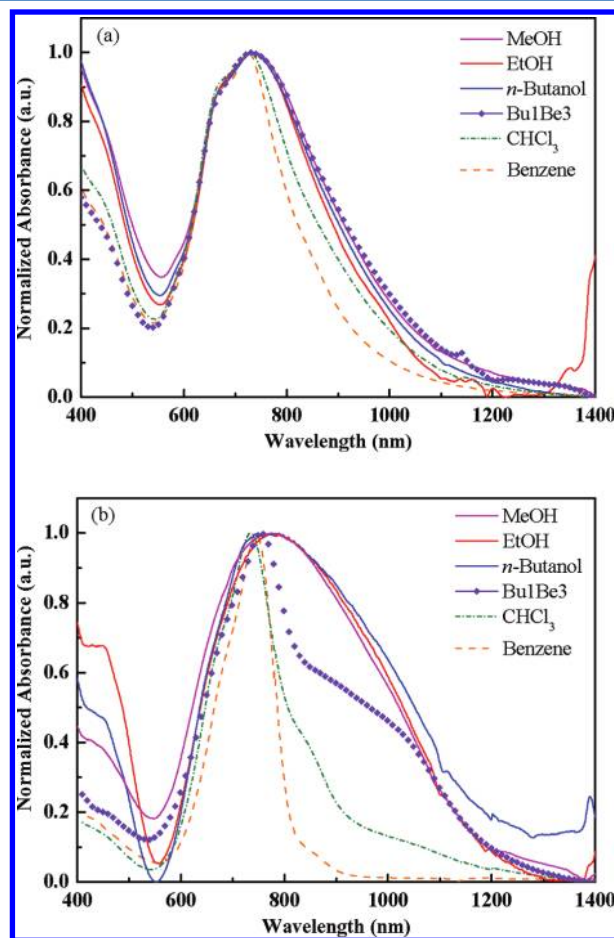 (a)
MeOH
EtOH
n-Butanol
Bu1Be3
CHCl3
Benzene
Normalized Absorbance (a.u.)
1.0
0.8
0.6
0.4
0.2
0.0
400 600 800 1000 1200 1400
Wavelength (nm)
(b)
MeOH
EtOH
n-Butanol
Bu1Be3
CHCl3
Benzene
Normalized Absorbance (a.u.)
1.0
0.8
0.6
0.4
0.2
0.0
400 600 800 1000 1200 1400
Wavelength (nm)